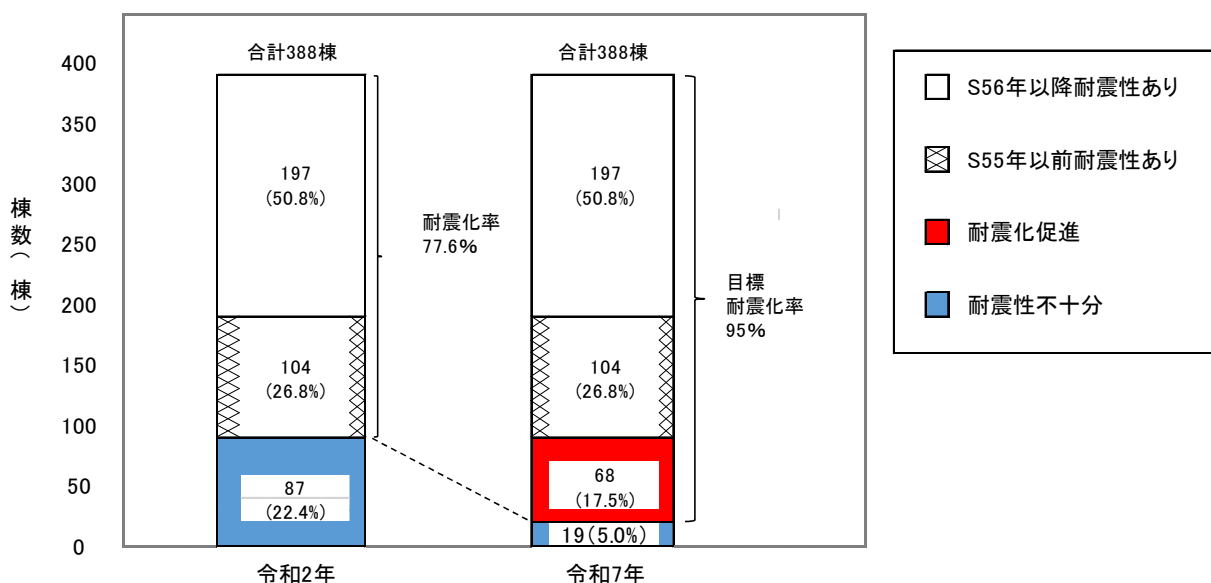 合計388棟
合計388棟
400
350
300
250
200
150
100
50
0
棟数(棟)
197
(50.8%)
104
(26.8%)
87
(22.4%)
耐震化率
77.6%
197
(50.8%)
104
(26.8%)
68
(17.5%)
19(5.0%)
目標
耐震化率
95%
令和2年
令和7年
S56年以降耐震性あり
S55年以前耐震性あり
耐震化促進
耐震性不十分